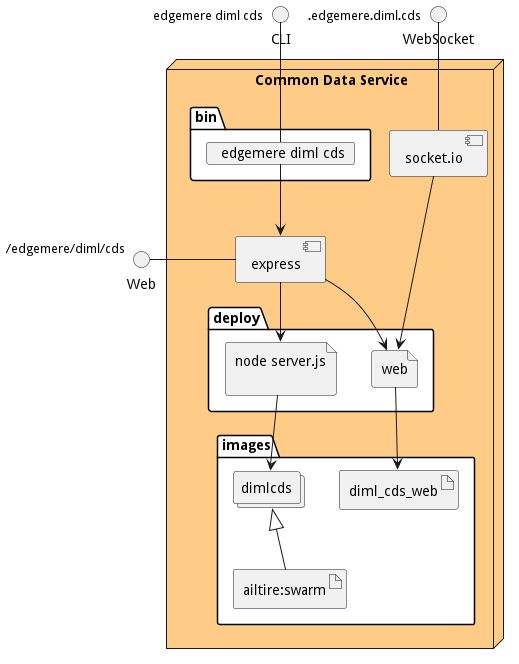 edgemere diml cds
.edgemere.diml.cds
CLI
WebSocket
Common Data Service
bin
edgemere diml cds
socket.io
/edgemere/diml/cds
express
Web
deploy
node server.js
web
images
dimlcds
diml_cds_web
ailtire:swarm